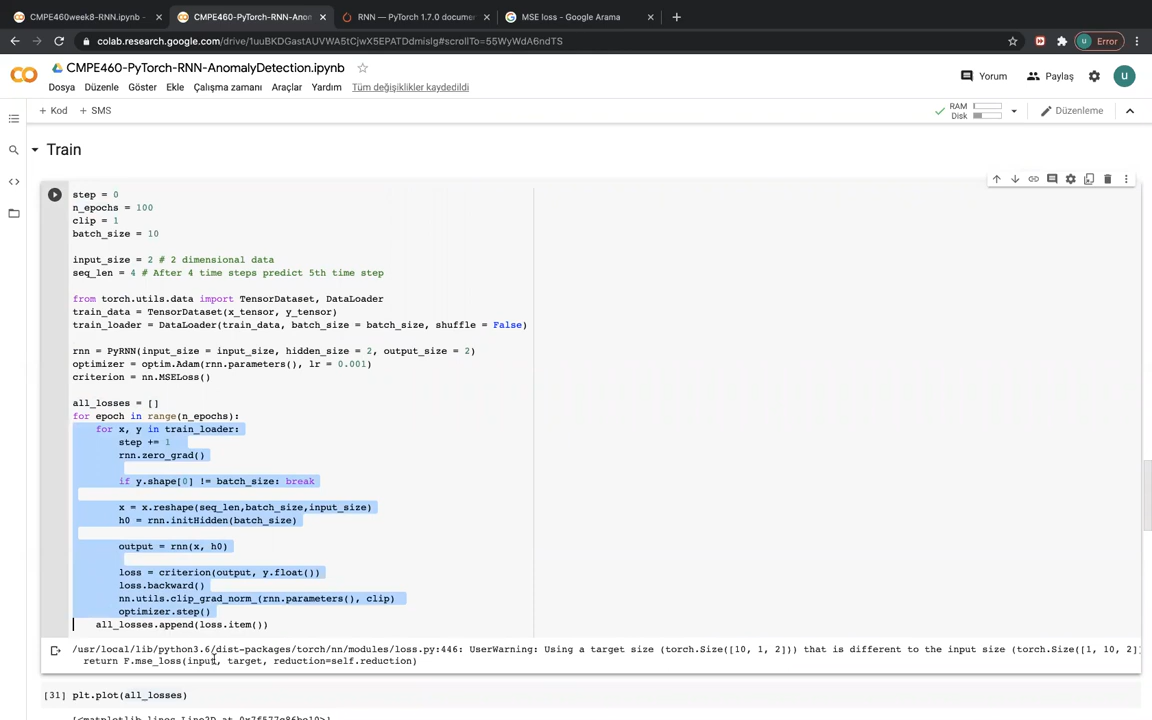 CMPE460week8-RNN.ipynb -
CMPE460-PyTorch-RNN-Anon
RNN — PyTorch 1.7.0 documen
MSE loss - Google Arama
colab.research.google.com/drive/1uuBKDGastAUVWA5tCjwX5EPATDdmislg#scrollTo=55WyWdA6ndTS
u Error
CMPE460-PyTorch-RNN-AnomalyDetection.ipynb
Yorum Paylaş u
Dosya Düzenle Göster Ekle Çalışma zamanı Araçlar Yardım Tüm değişiklikler kaydedildi
+ Kod + SMS
RAM
Disk
Düzenleme
Train
step = 0
n_epochs = 100
clip = 1
batch_size = 10
input_size = 2 # 2 dimensional data
seq_len = 4 # After 4 time steps predict 5th time step
from torch.utils.data import TensorDataset, DataLoader
train_data = TensorDataset(x_tensor, y_tensor)
train_loader = DataLoader(train_data, batch_size = batch_size, shuffle = False)
rnn = PyRNN(input_size = input_size, hidden_size = 2, output_size = 2)
optimizer = optim.Adam(rnn.parameters(), lr = 0.001)
criterion = nn.MSELoss()
all_losses = []
for epoch in range(n_epochs):
for x, y in train_loader:
step += 1
rnn.zero_grad()
if y.shape[0] != batch_size: break
x = x.reshape(seq_len,batch_size,input_size)
h0 = rnn.initHidden(batch_size)
output = rnn(x, h0)
loss = criterion(output, y.float())
loss.backward()
nn.utils.clip_grad_norm_(rnn.parameters(), clip)
optimizer.step()
all_losses.append(loss.item())
/usr/local/lib/python3.6/dist-packages/torch/nn/modules/loss.py:446: UserWarning: Using a target size (torch.Size([10, 1, 2])) that is different to the input size (torch.Size([1, 10, 2]
return F.mse_loss(input, target, reduction=self.reduction)
[31] plt.plot(all_losses)